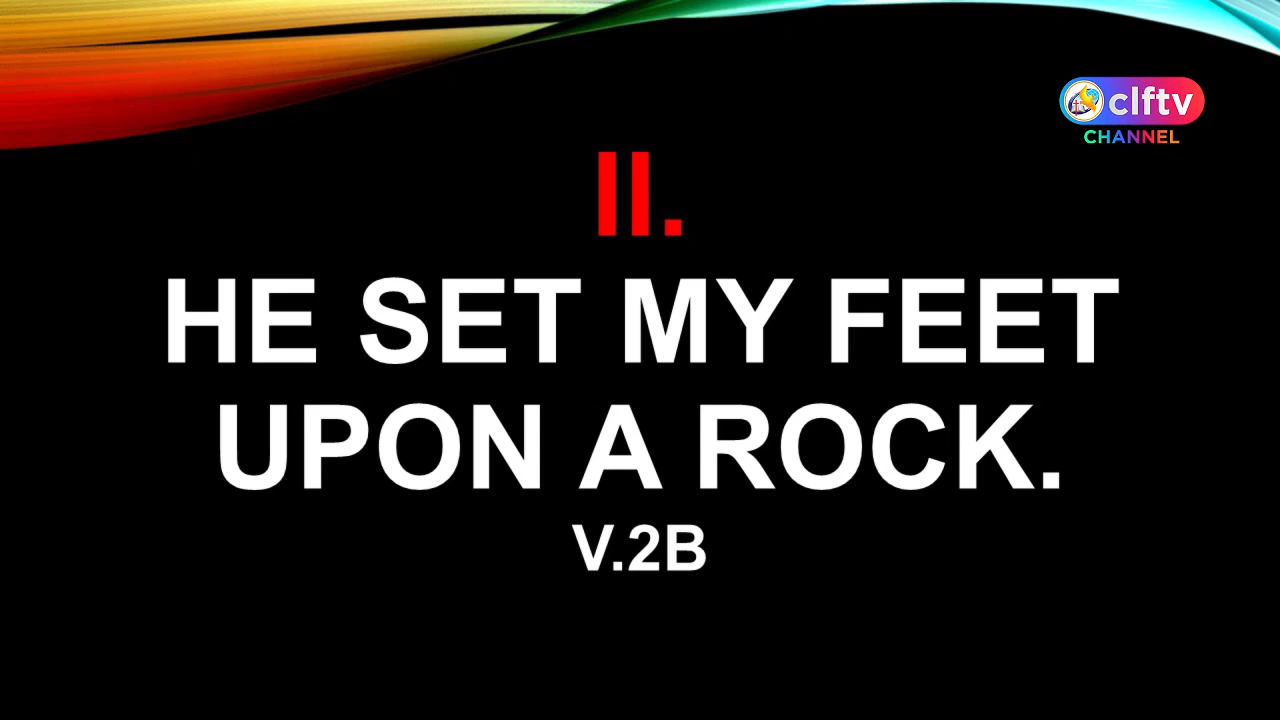 clftv
CHANNEL
II.
HE SET MY FEET
UPON A ROCK.
V.2B